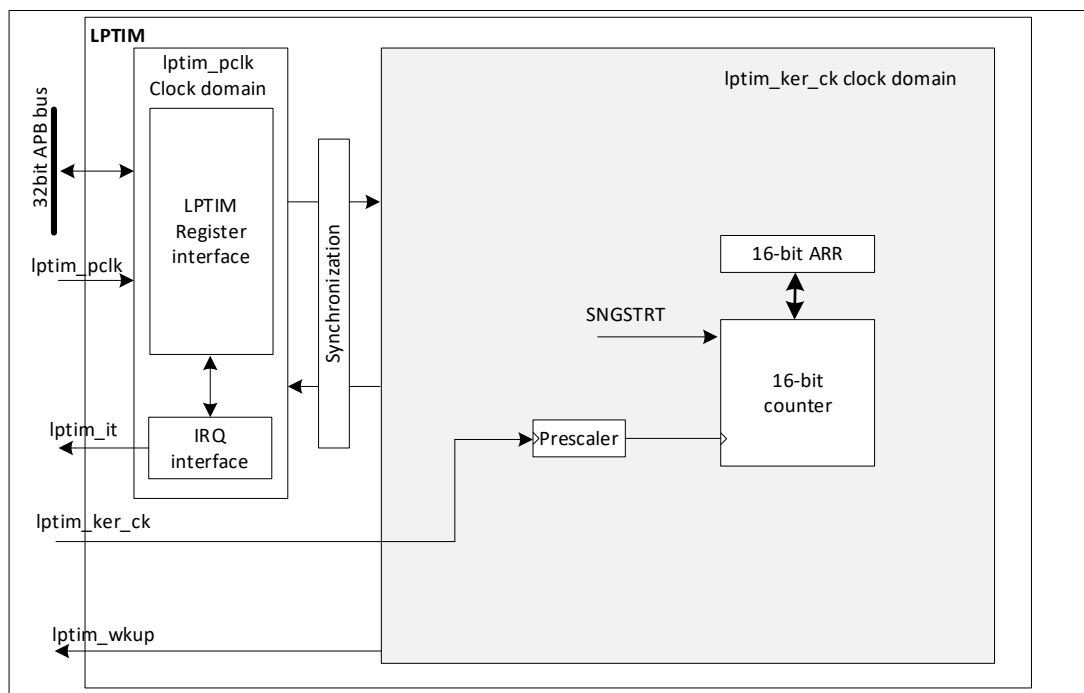 LPTIM
lptim_pclk
Clock domain
lptim_ker_ck clock domain
32bit APB bus
LPTIM
Register
interface
Synchronization
16-bit ARR
lptim_pclk
SNGSTRT
16-bit
counter
Prescaler
lptim_it
IRQ
interface
lptim_ker_ck
lptim_wkup